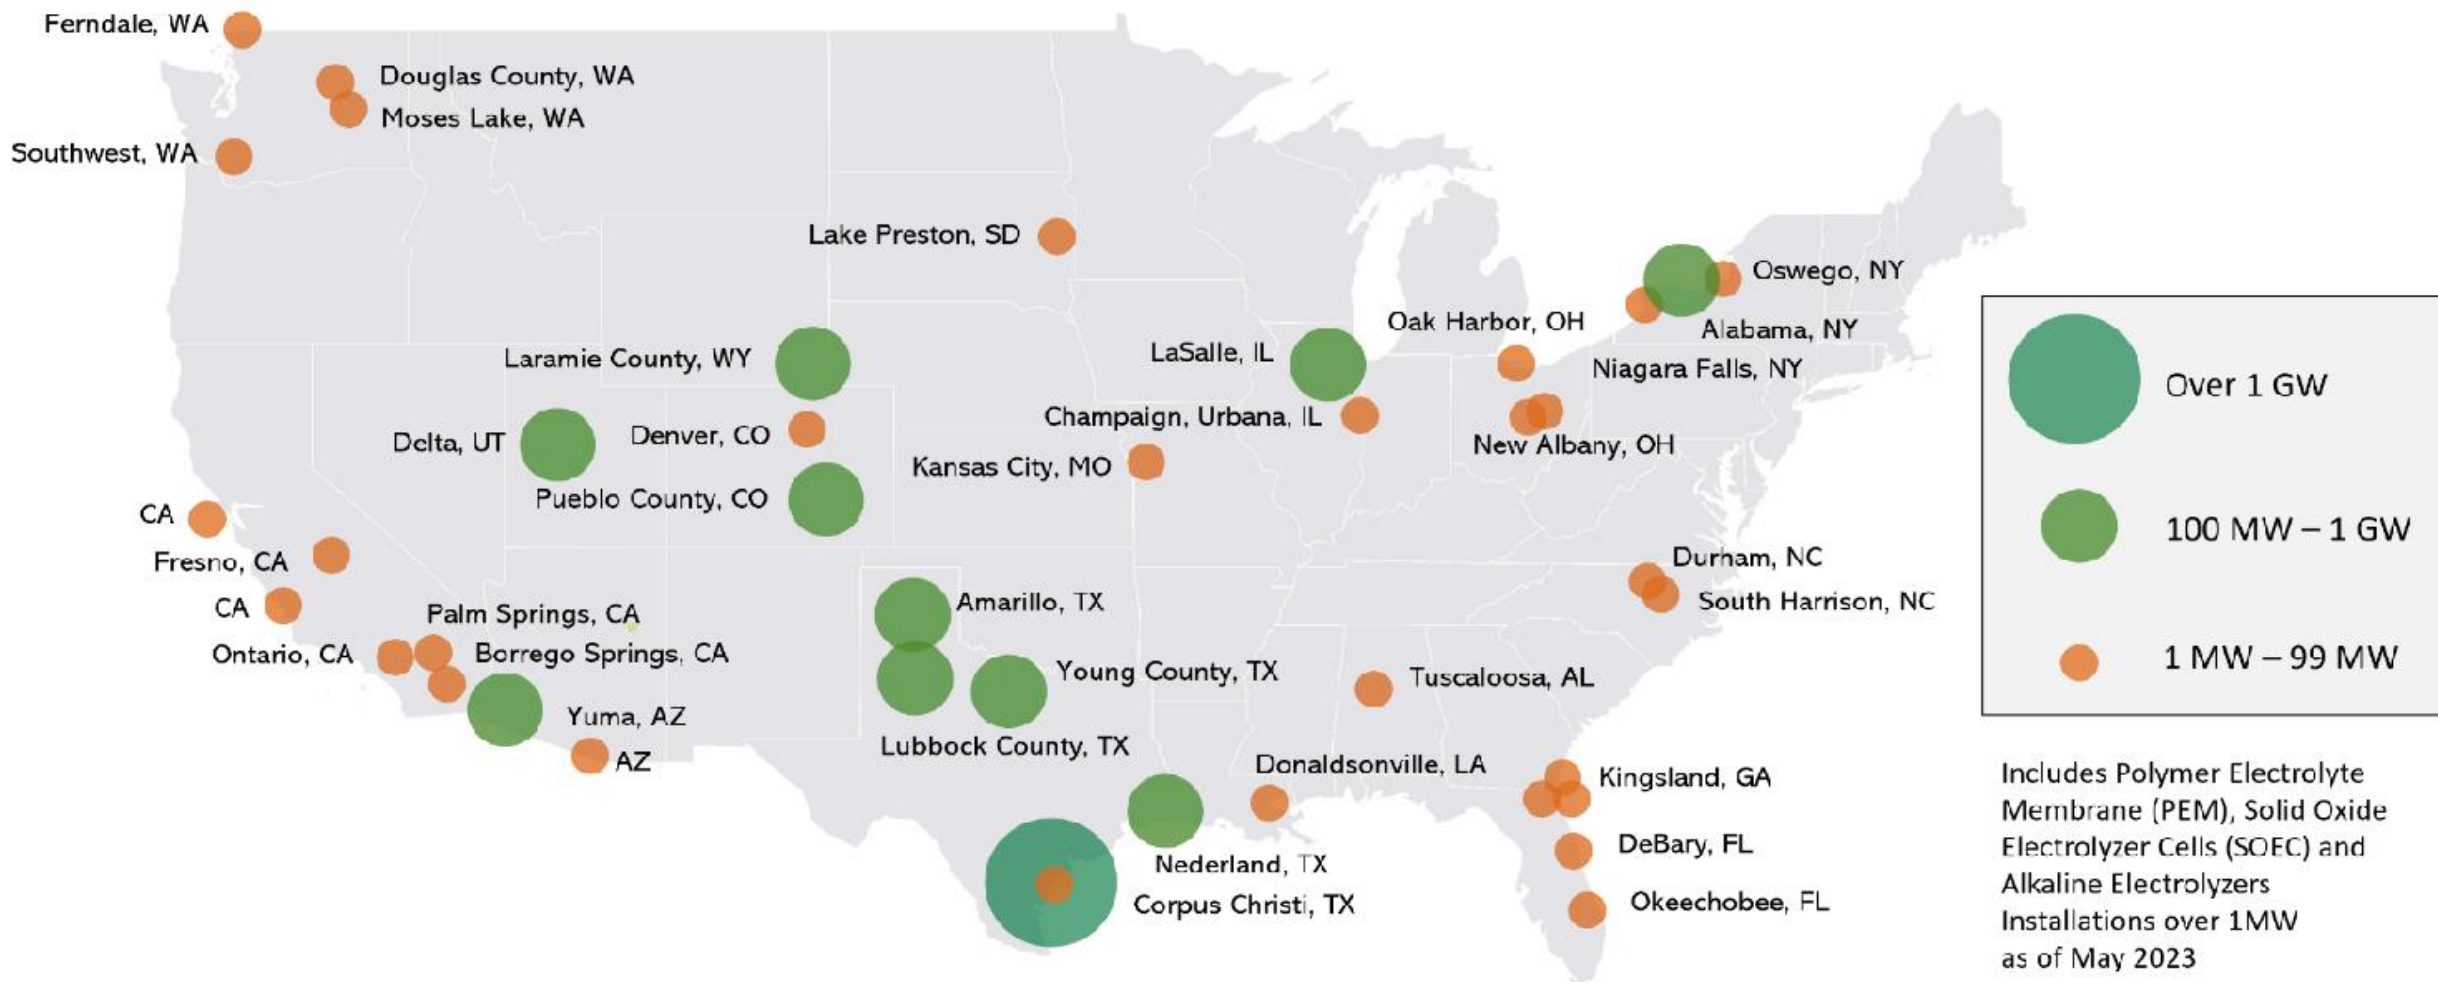 Ferndale, WA
Douglas County, WA
Moses Lake, WA
Southwest, WA
Lake Preston, SD
Oswego, NY
Alabama, NY
Niagara Falls, NY
Oak Harbor, OH
New Albany, OH
LaSalle, IL
Champaign, Urbana, IL
Kansas City, MO
Laramie County, WY
Delta, UT
Denver, CO
Pueblo County, CO
CA
Fresno, CA
CA
Palm Springs, CA
Ontario, CA
Borrego Springs, CA
Yuma, AZ
AZ
Amarillo, TX
Young County, TX
Lubbock County, TX
Nederland, TX
Corpus Christi, TX
Donaldsonville, LA
Tuscaloosa, AL
Durham, NC
South Harrison, NC
Kingsland, GA
DeBary, FL
Okeechobee, FL
Over 1 GW
100 MW – 1 GW
1 MW – 99 MW
Includes Polymer Electrolyte
Membrane (PEM), Solid Oxide
Electrolyzer Cells (SOEC) and
Alkaline Electrolyzers
Installations over 1MW
as of May 2023